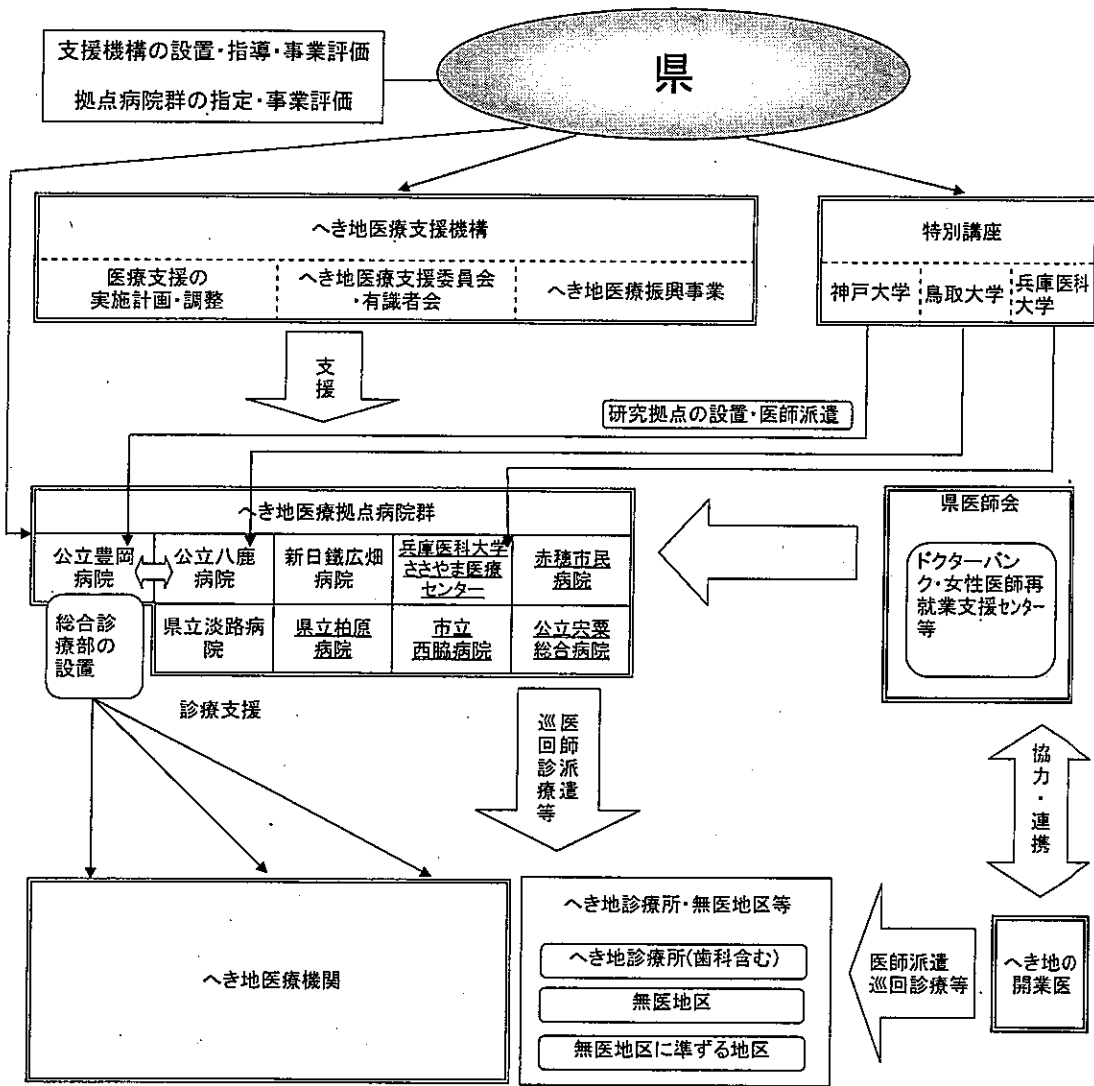 支援機構の設置・指導・事業評価
拠点病院群の指定・事業評価
県
へき地医療支援機構
医療支援の
実施計画・調整
へき地医療支援委員会
・有識者会
へき地医療振興事業
特別講座
神戸大学
鳥取大学
兵庫医科
大学
支
援
研究拠点の設置・医師派遣
へき地医療拠点病院群
公立豊岡
病院
公立八鹿
病院
新日鐵広畑
病院
兵庫医科大学
ささやま医療
センター
赤穂市民
病院
県立淡路病
院
県立柏原
病院
市立
西脇病院
公立宍粟
総合病院
総合診
療部の
設置
県医師会
ドクターバン
ク・女性医師再
就業支援センター
等
診療支援
医師派遣
巡回診療等
協力・連携
へき地医療機関
へき地診療所・無医地区等
へき地診療所(歯科含む)
無医地区
無医地区に準ずる地区
医師派遣
巡回診療等
へき地の
開業医